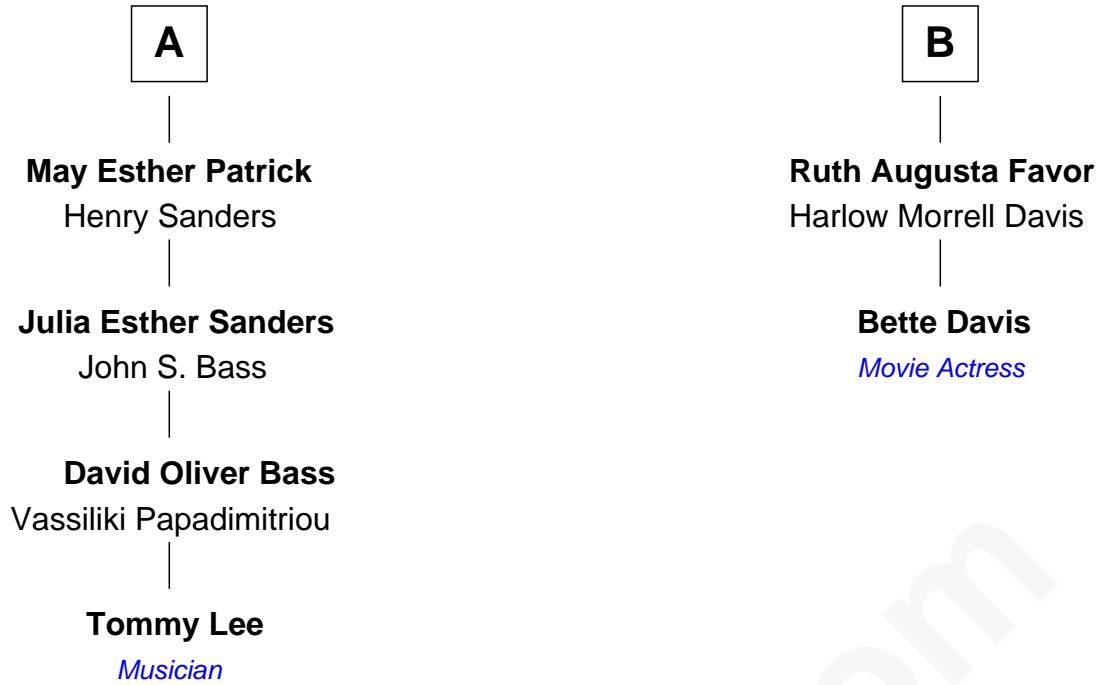 A
May Esther Patrick
Henry Sanders
Julia Esther Sanders
John S. Bass
David Oliver Bass
Vassiliki Papadimitriou
Tommy Lee
Musician
B
Ruth Augusta Favor
Harlow Morrell Davis
Bette Davis
Movie Actress
om